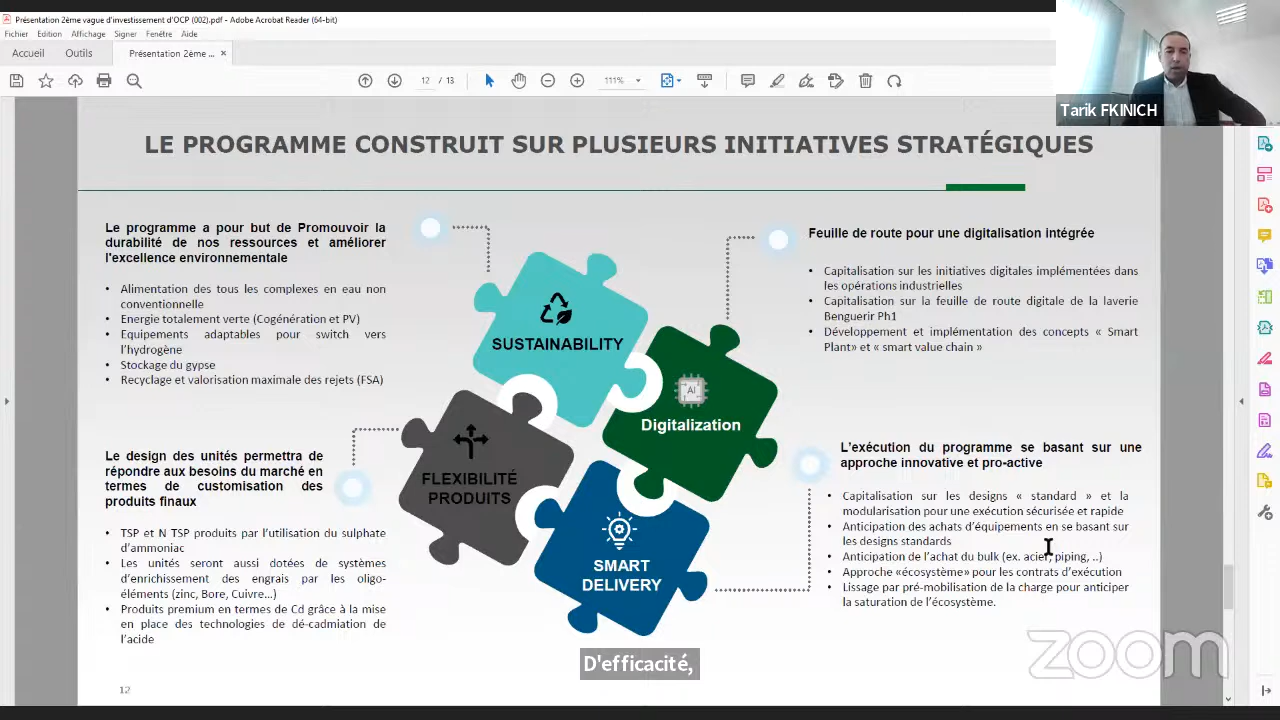 Présentation 2ème vague d'investissement d'OCP (002).pdf - Adobe Acrobat Reader (64-bit)
Fichier Edition Affichage Signer Fenêtre Aide
Accueil Outils Présentation 2ème ... ×
12 / 13 111%
Tarik FKINICH
LE PROGRAMME CONSTRUIT SUR PLUSIEURS INITIATIVES STRATÉGIQUES
Le programme a pour but de Promouvoir la
durabilité de nos ressources et améliorer
l'excellence environnementale
• Alimentation des tous les complexes en eau non
conventionnelle
• Energie totalement verte (Cogénération et PV)
• Equipements adaptables pour switch vers
l'hydrogène
• Stockage du gypse
• Recyclage et valorisation maximale des rejets (FSA)
Feuille de route pour une digitalisation intégrée
• Capitalisation sur les initiatives digitales implémentées dans
les opérations industrielles
• Capitalisation sur la feuille de route digitale de la laverie
Benguerir Ph1
• Développement et implémentation des concepts « Smart
Plant» et « smart value chain »
SUSTAINABILITY
AI
Digitalization
FLEXIBILITÉ
PRODUITS
SMART
DELIVERY
Le design des unités permettra de
répondre aux besoins du marché en
termes de customisation des
produits finaux
• TSP et N TSP produits par l'utilisation du sulphate
d'ammoniac
• Les unités seront aussi dotées de systèmes
d'enrichissement des engrais par les oligo-
éléments (zinc, Bore, Cuivre...)
• Produits premium en termes de Cd grâce à la mise
en place des technologies de dé-cadmiation de
l'acide
L'exécution du programme se basant sur une
approche innovative et pro-active
• Capitalisation sur les designs « standard » et la
modularisation pour une exécution sécurisée et rapide
• Anticipation des achats d'équipements en se basant sur
les designs standards
• Anticipation de l'achat du bulk (ex. acier, piping, ..)
• Approche «écosystème» pour les contrats d'exécution
• Lissage par pré-mobilisation de la charge pour anticiper
la saturation de l'écosystème.
D'efficacité,
zoom
12